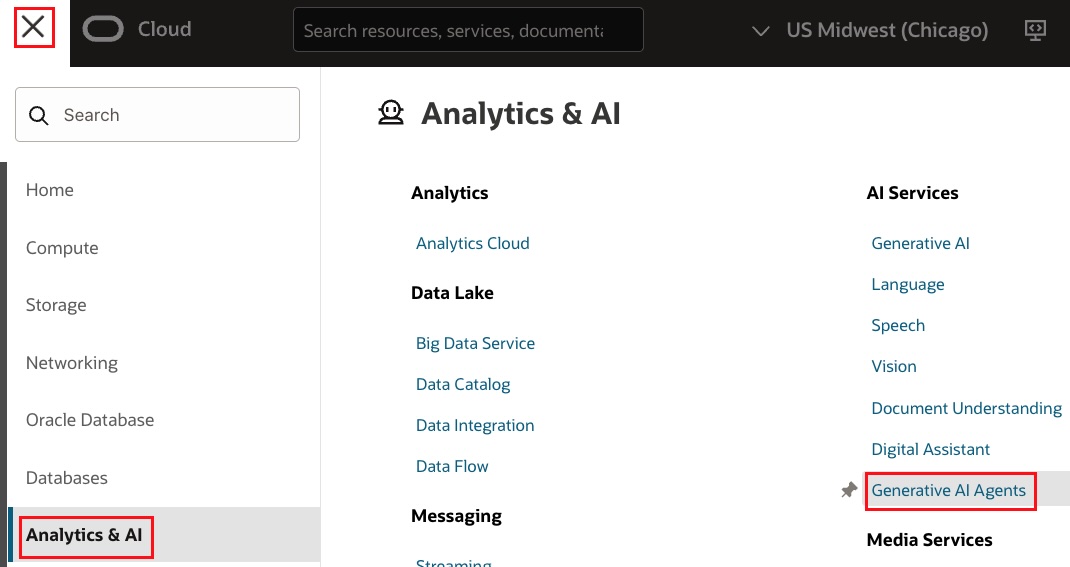 Cloud
Search resources, services, documenta
US Midwest (Chicago)
Search
Home
Compute
Storage
Networking
Oracle Database
Databases
Analytics & AI
Analytics & AI
Analytics
Analytics Cloud
Data Lake
Big Data Service
Data Catalog
Data Integration
Data Flow
Messaging
Streaming
AI Services
Generative AI
Language
Speech
Vision
Document Understanding
Digital Assistant
Generative AI Agents
Media Services